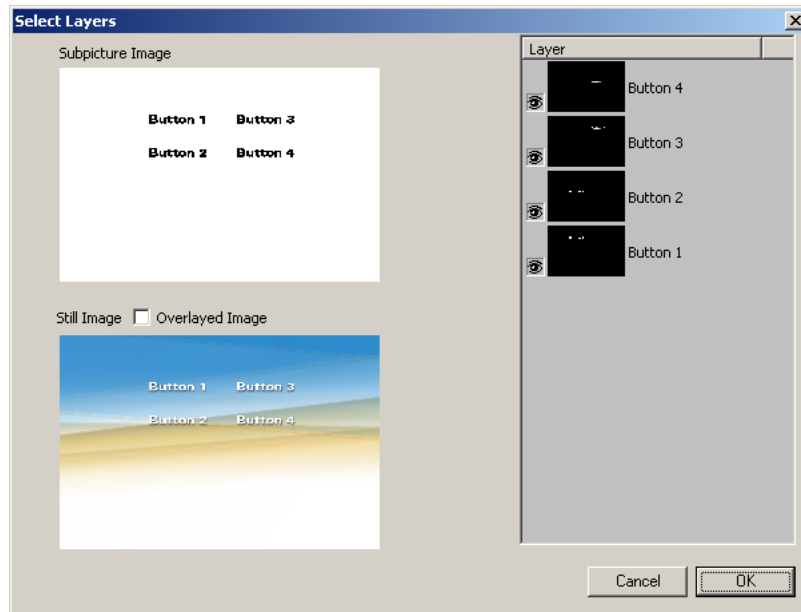 Select Layers
Subpicture Image
Button 1 Button 3
Button 2 Button 4
Still Image Overlayed Image
Button 1 Button 3
Button 2 Button 4
Layer
Button 4
Button 3
Button 2
Button 1
Cancel OK